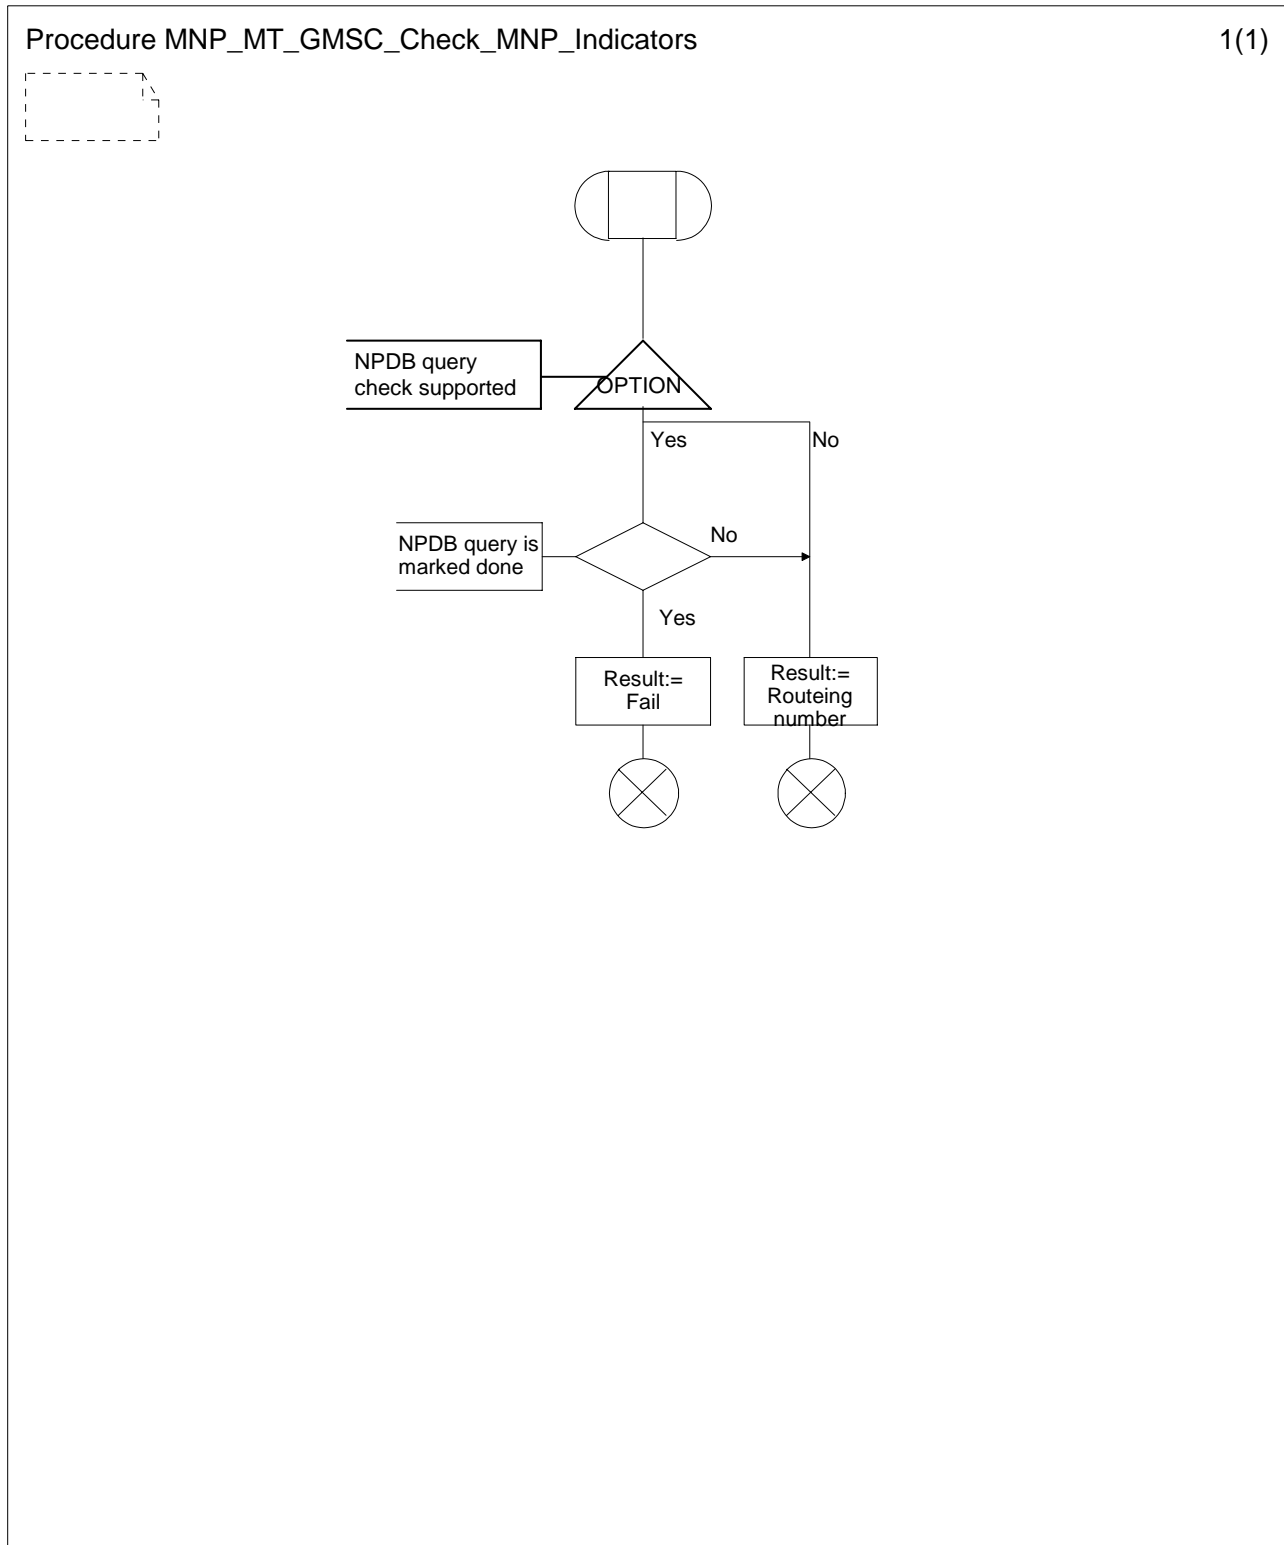 Procedure MNP_MT_GMSC_Check_MNP_Indicators
1(1)
NPDB query
check supported
OPTION
Yes
No
NPDB query is
marked done
No
Yes
Result:=
Fail
Result:=
Routeing
number